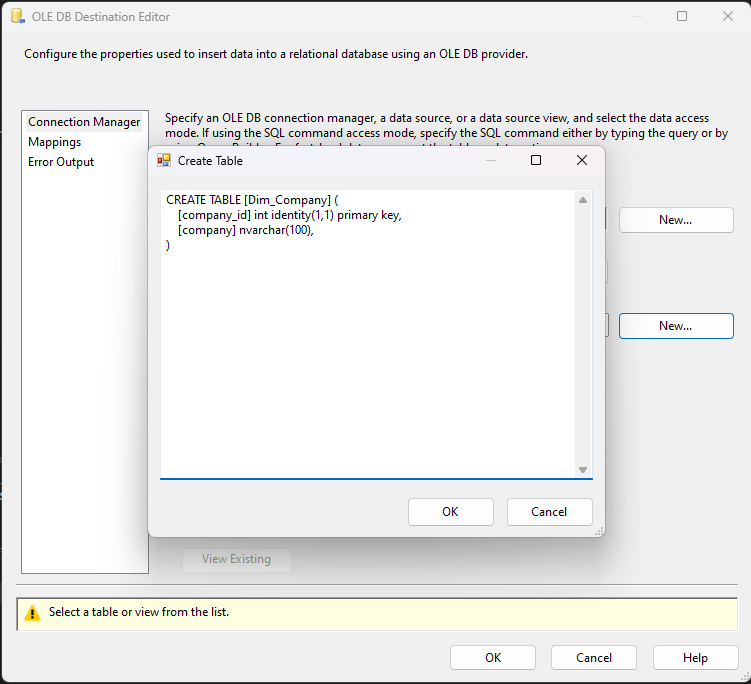 OLE DB Destination Editor
Configure the properties used to insert data into a relational database using an OLE DB provider.
Connection Manager
Mappings
Error Output
Specify an OLE DB connection manager, a data source, or a data source view, and select the data access
mode. If using the SQL command access mode, specify the SQL command either by typing the query or by
Create Table
CREATE TABLE [Dim_Company] (
[company_id] int identity(1,1) primary key,
[company] nvarchar(100),
)
New...
New...
OK
Cancel
View Existing
Select a table or view from the list.
OK
Cancel
Help